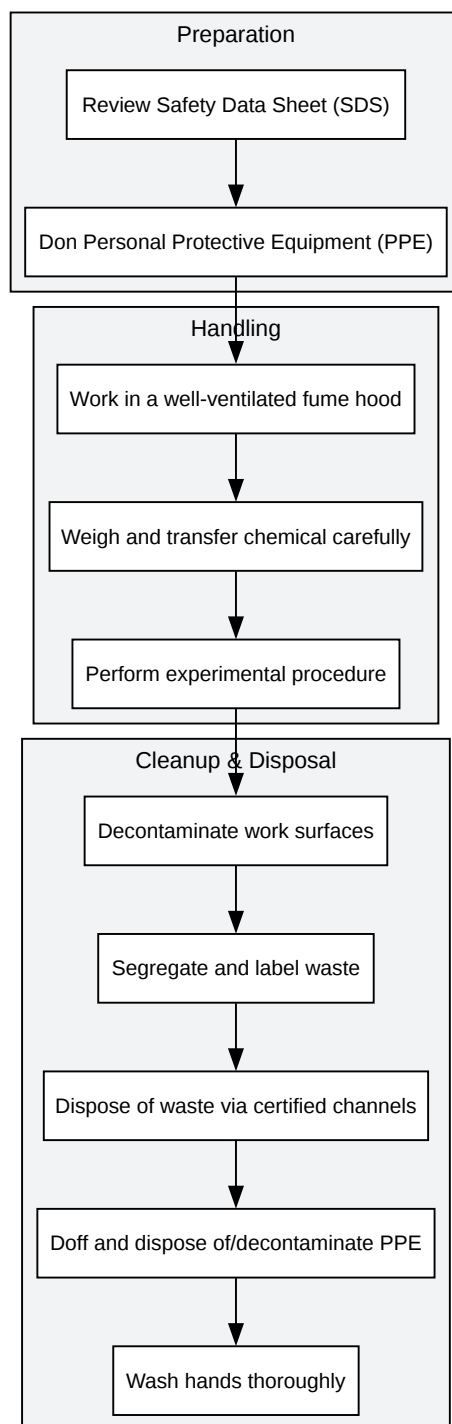 Preparation
Review Safety Data Sheet (SDS)
Don Personal Protective Equipment (PPE)
Handling
Work in a well-ventilated fume hood
Weigh and transfer chemical carefully
Perform experimental procedure
Cleanup & Disposal
Decontaminate work surfaces
Segregate and label waste
Dispose of waste via certified channels
Doff and dispose of/decontaminate PPE
Wash hands thoroughly